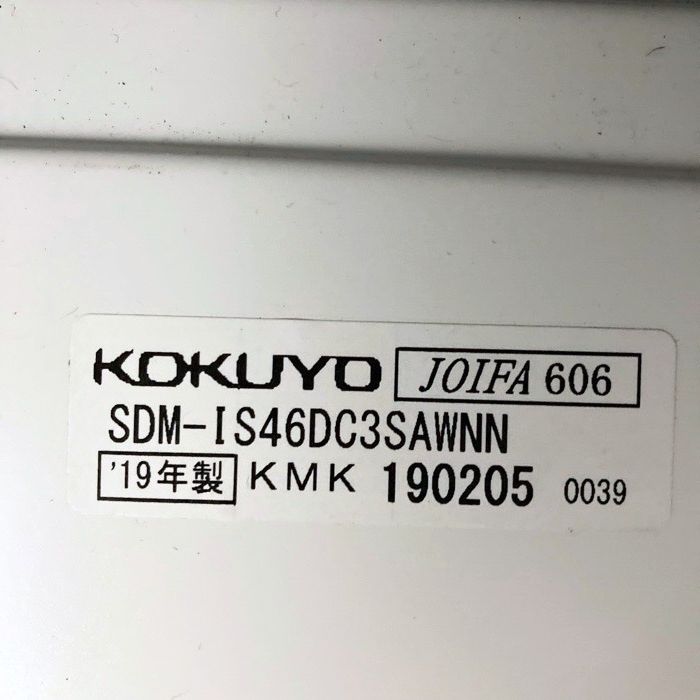 KOKUYO JOIFA 606
SDM-IS46DC3SAWNN
'19年製 KMK 190205 0039